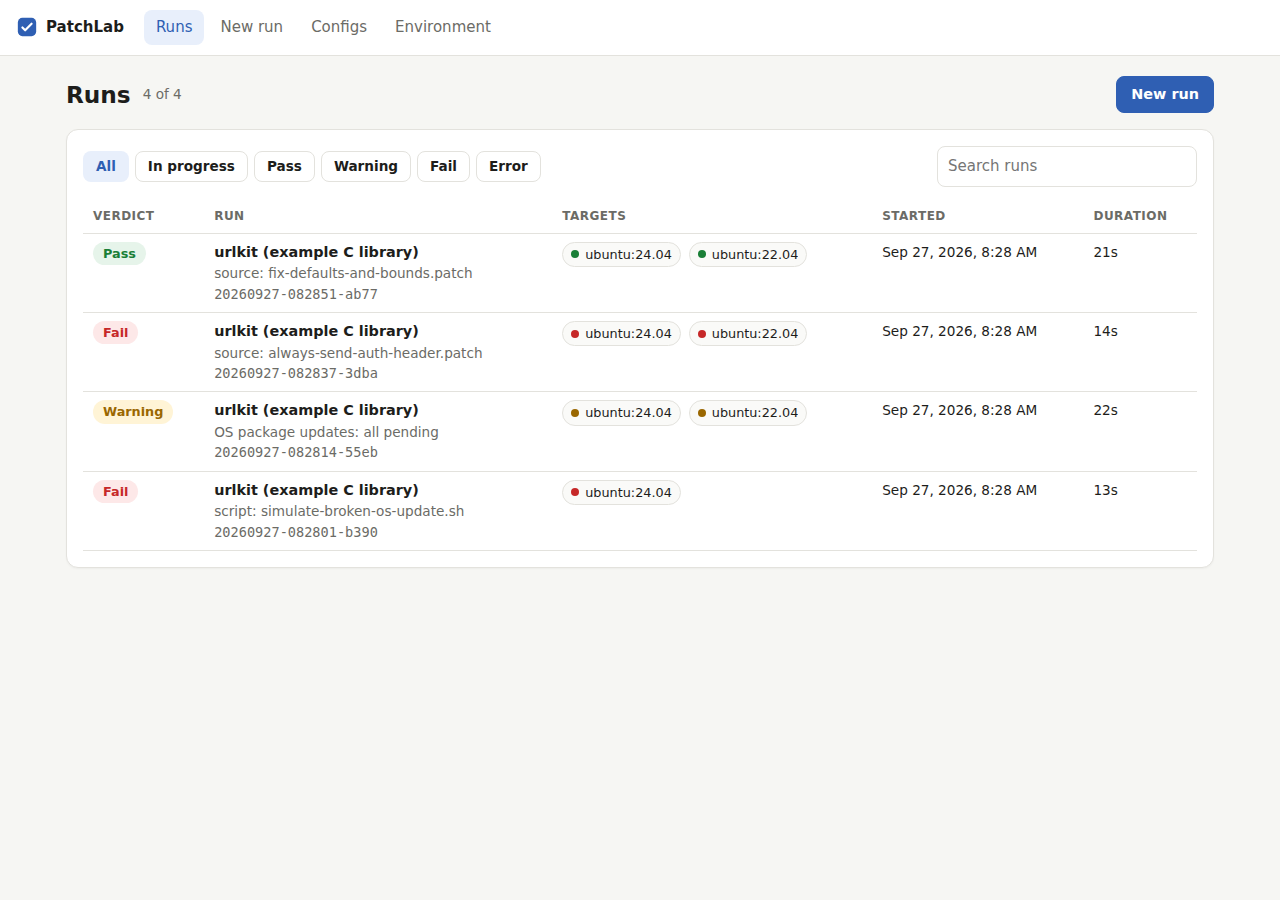 PatchLab Runs New run Configs Environment
Runs 4 of 4 New run
All In progress Pass Warning Fail Error Search runs
VERDICT RUN TARGETS STARTED DURATION
Pass urlkit (example C library) ubuntu:24.04 ubuntu:22.04 Sep 27, 2026, 8:28 AM 21s
source: fix-defaults-and-bounds.patch
20260927-082851-ab77
Fail urlkit (example C library) ubuntu:24.04 ubuntu:22.04 Sep 27, 2026, 8:28 AM 14s
source: always-send-auth-header.patch
20260927-082837-3dba
Warning urlkit (example C library) ubuntu:24.04 ubuntu:22.04 Sep 27, 2026, 8:28 AM 22s
OS package updates: all pending
20260927-082814-55eb
Fail urlkit (example C library) ubuntu:24.04 Sep 27, 2026, 8:28 AM 13s
script: simulate-broken-os-update.sh
20260927-082801-b390